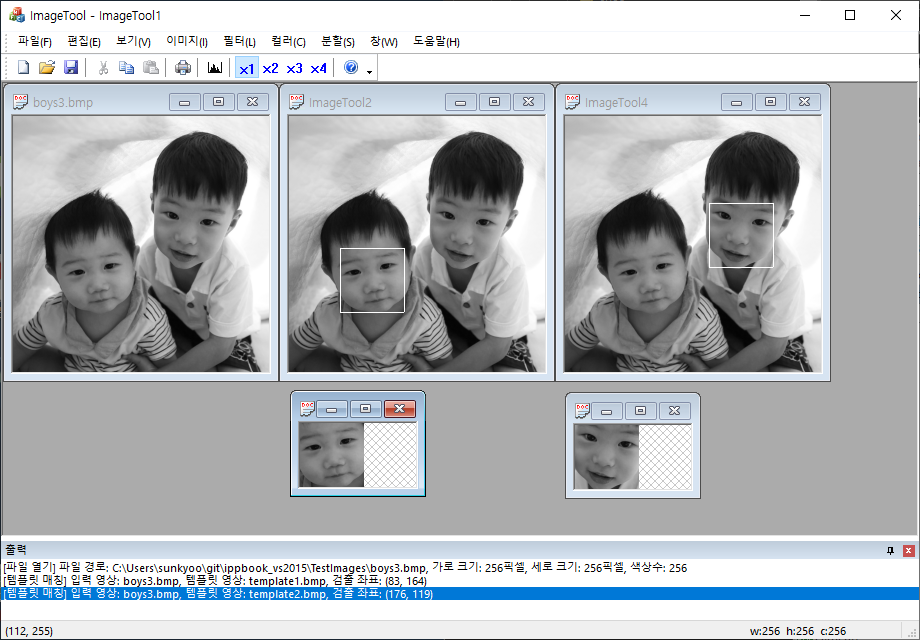 ImageTool - ImageTool1
파일(F) 편집(E) 보기(V) 이미지(I) 필터(L) 컬러(C) 분할(S) 창(W) 도움말(H)
x1 x2 x3 x4
DOC boys3.bmp DOC ImageTool2 DOC ImageTool4
DOC DOC
출력
[파일 열기] 파일 경로: C:\Users\sunkyoo\git\ippbook_vs2015\TestImages\boys3.bmp, 가로 크기: 256픽셀, 세로 크기: 256픽셀, 색상수: 256
[템플릿 매칭] 입력 영상: boys3.bmp, 템플릿 영상: template1.bmp, 검출 좌표: (83, 164)
[템플릿 매칭] 입력 영상: boys3.bmp, 템플릿 영상: template2.bmp, 검출 좌표: (176, 119)
(112, 255) w:256 h:256 c:256